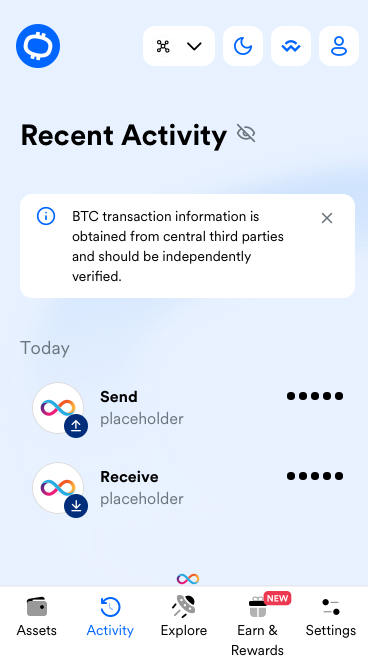 Recent Activity
BTC transaction information is
obtained from central third parties
and should be independently
verified.
Today
Send
placeholder
Receive
placeholder
Assets
Activity
Explore
NEW
Earn &
Rewards
Settings